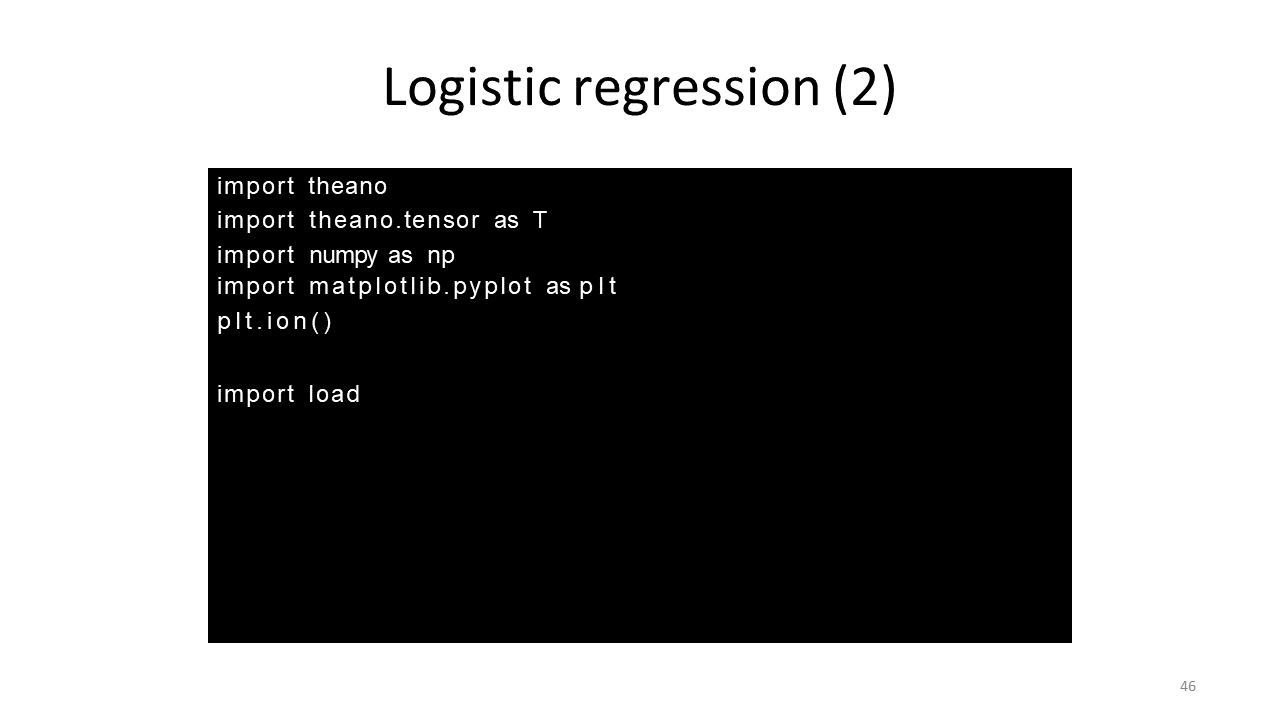 Logistic regression (2)
import theano
import theano.tensor as T
import numpy as np
import matplotlib.pyplot as plt
plt.ion()
import load
46